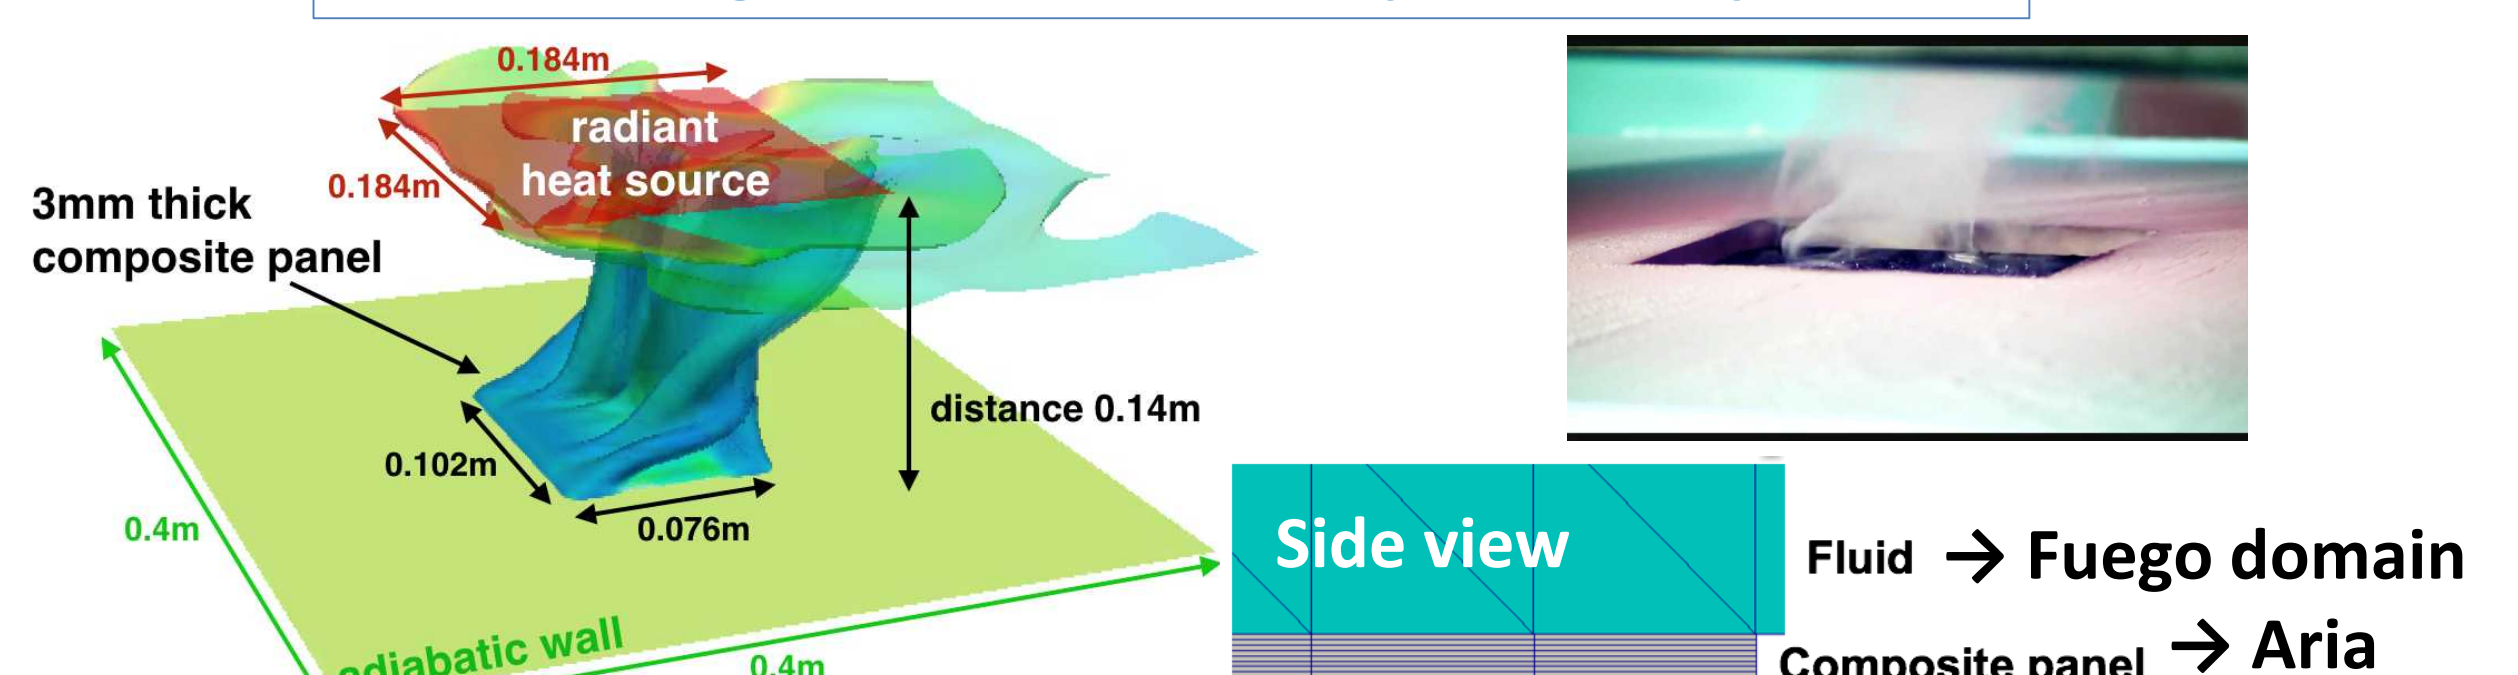 0.184m
radiant
heat source
0.184m
3mm thick
composite panel
distance 0.14m
0.102m
0.076m
0.4m
adiabatic wall
0.4m
Side view
Fluid → Fuego domain
Composite panel → Aria